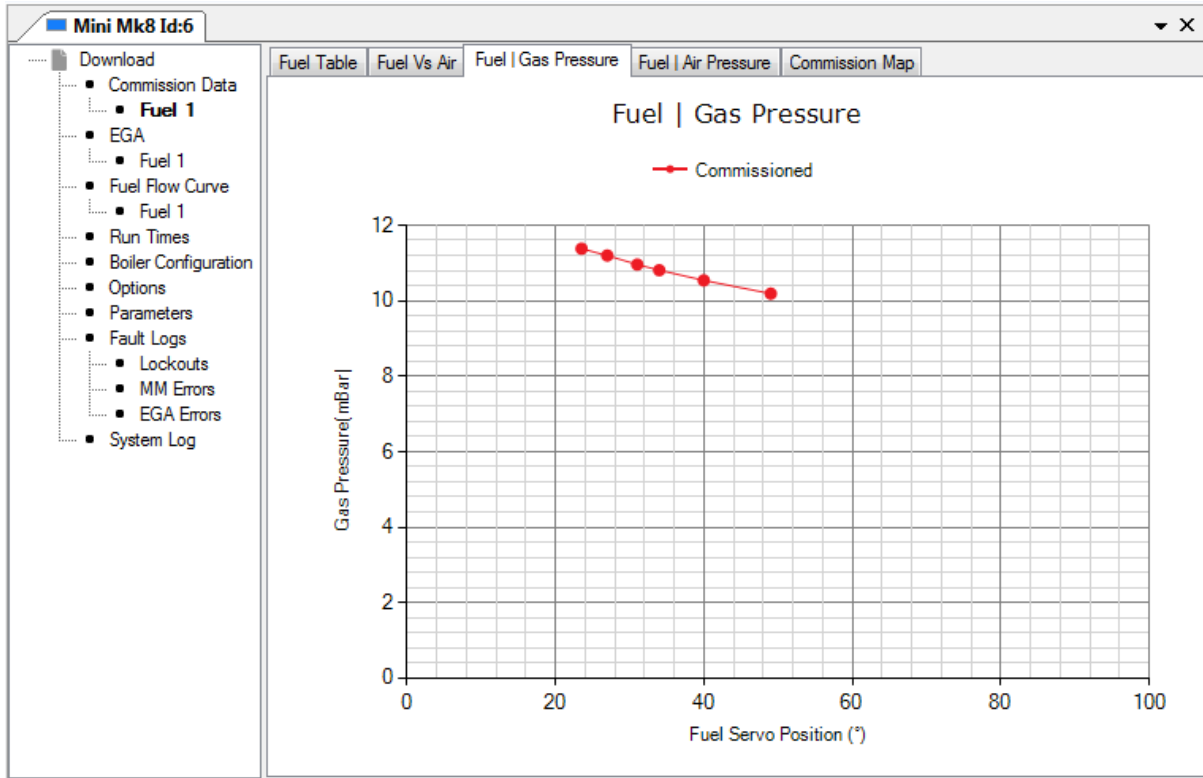 Mini Mk8 Id:6
Download
Commission Data
Fuel 1
EGA
Fuel 1
Fuel Flow Curve
Fuel 1
Run Times
Boiler Configuration
Options
Parameters
Fault Logs
Lockouts
MM Errors
EGA Errors
System Log
Fuel Table Fuel Vs Air Fuel | Gas Pressure Fuel | Air Pressure Commission Map
Fuel | Gas Pressure
Commissioned
12
10
8
6
4
2
0
Gas Pressure( mBar|
0 20 40 60 80 100
Fuel Servo Position (°)